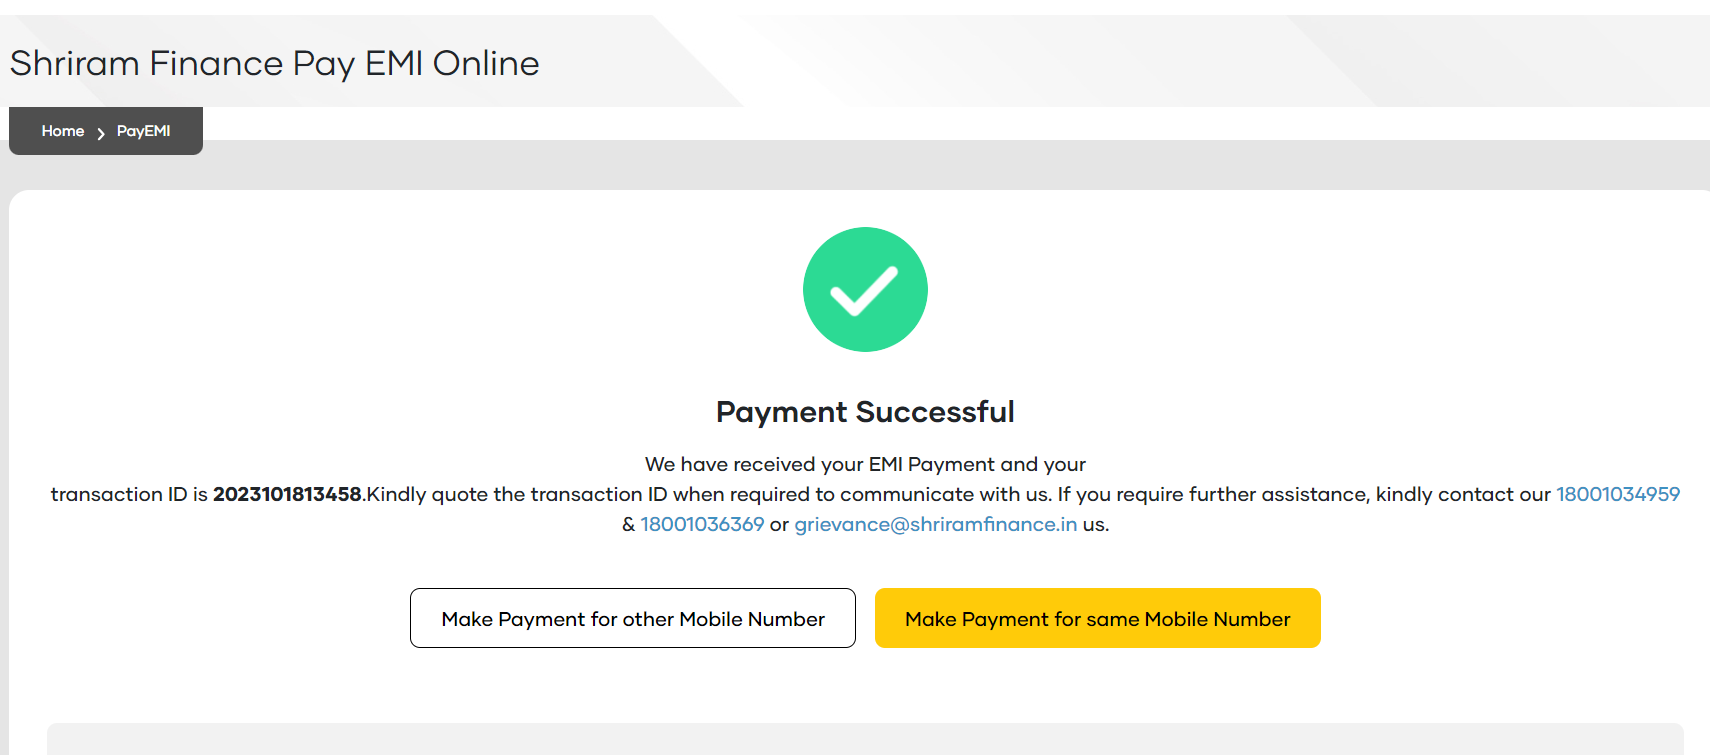 Shriram Finance Pay EMI Online
Home > PayEMI
Payment Successful
We have received your EMI Payment and your
transaction ID is 2023101813458.Kindly quote the transaction ID when required to communicate with us. If you require further assistance, kindly contact our 18001034959
& 18001036369 or grievance@shriramfinance.in us.
Make Payment for other Mobile Number
Make Payment for same Mobile Number